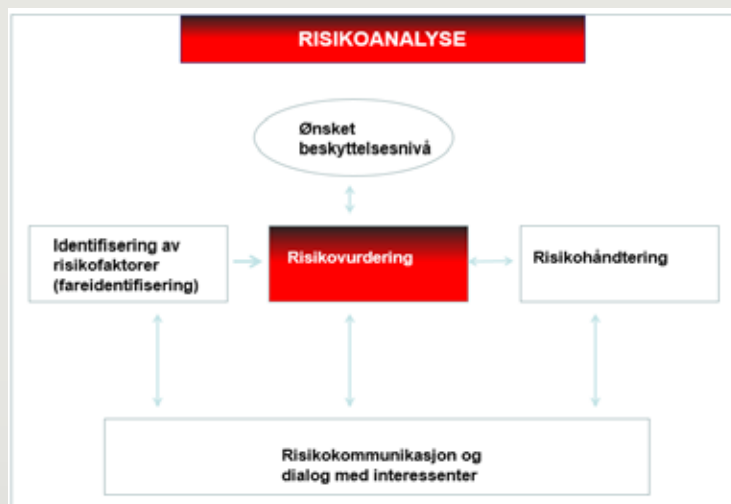 RISIKOANALYSE
Ønsket
beskyttelsesnivå
Identifisering av
risikofaktorer
(fareidentifisering)
Risikovurdering
Risikohåndtering
Risikokommunikasjon og
dialog med interessenter